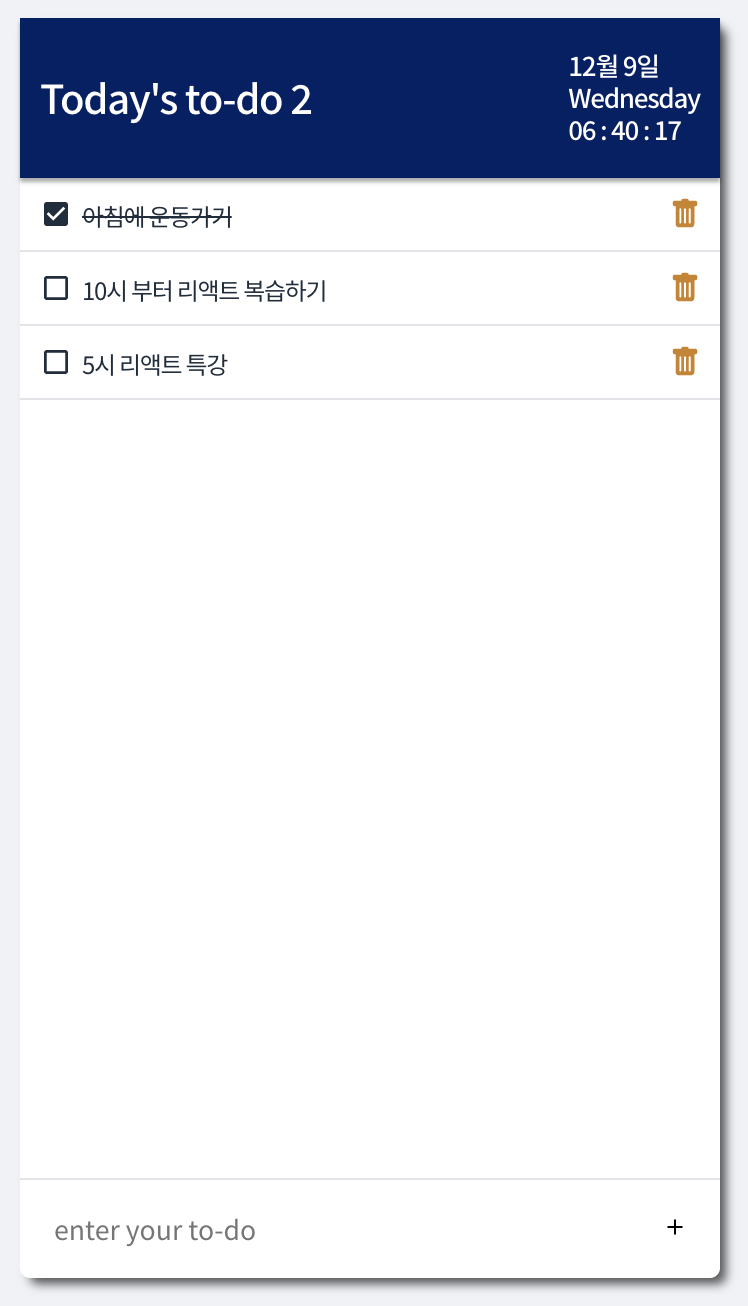 Today's to-do 2
12월 9일
Wednesday
06 : 40 : 17
아침에 운동가기
10시 부터 리액트 복습하기
5시 리액트 특강
enter your to-do
+